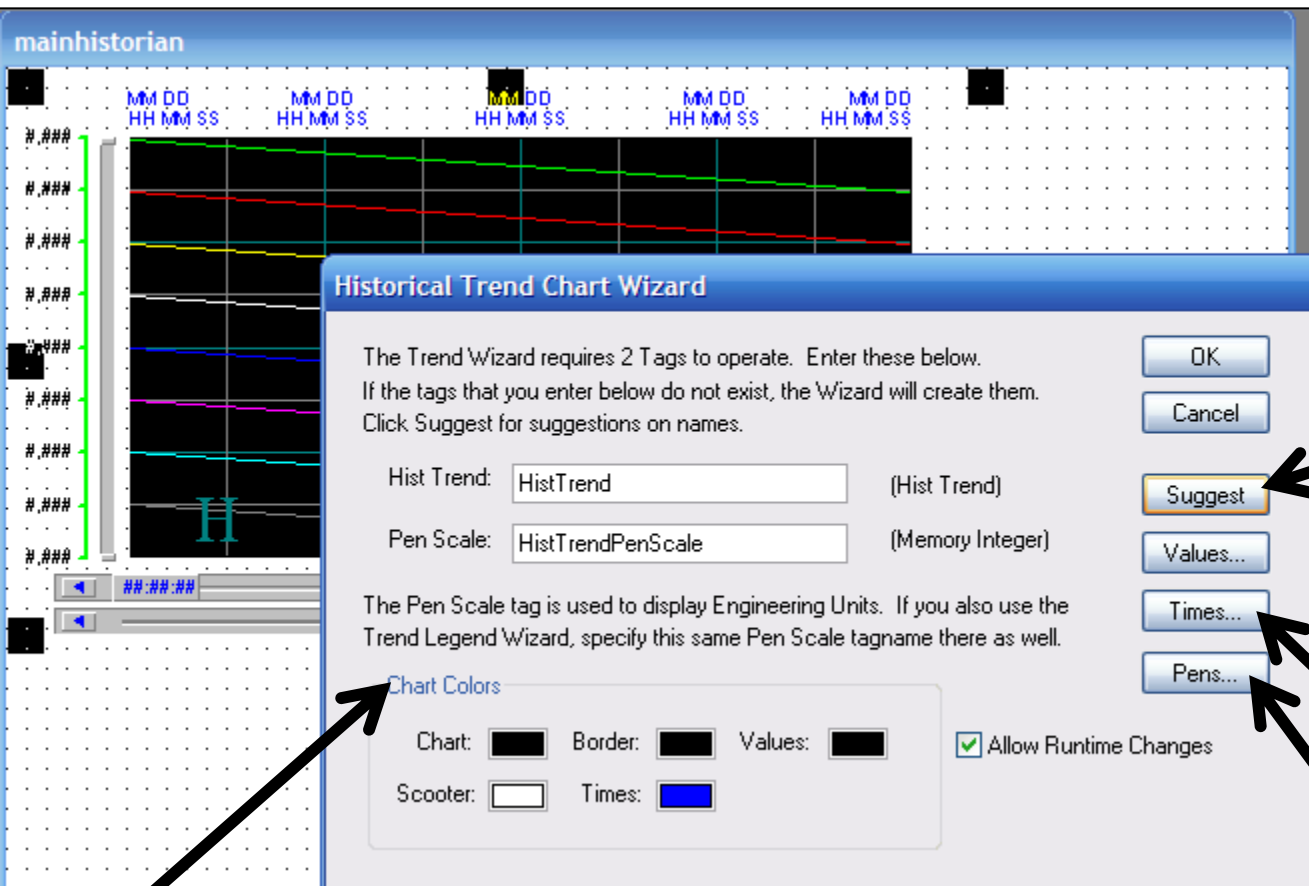 mainhistorian
MM DD MM DD MM DD MM DD MM DD
HH MM SS HH MM SS HH MM SS HH MM SS HH MM SS
#,###
#,###
#,###
#,###
#,###
#,###
#,###
#,###
#,###
H
##:##:##
Historical Trend Chart Wizard
The Trend Wizard requires 2 Tags to operate. Enter these below.
If the tags that you enter below do not exist, the Wizard will create them.
Click Suggest for suggestions on names.
Hist Trend: HistTrend (Hist Trend)
Pen Scale: HistTrendPenScale (Memory Integer)
The Pen Scale tag is used to display Engineering Units. If you also use the
Trend Legend Wizard, specify this same Pen Scale tagname there as well.
OK
Cancel
Suggest
Values...
Times...
Pens...
Chart Colors
Chart: Border: Values:
Scooter: Times:
Allow Runtime Changes